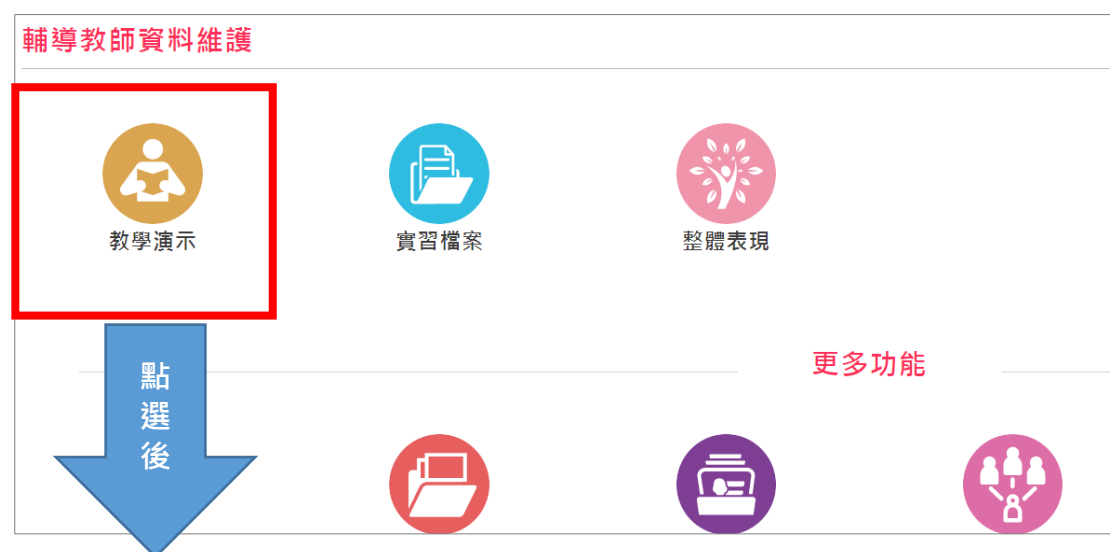 輔導教師資料維護
教學演示
實習檔案
整體表現
更多功能
點
選
後